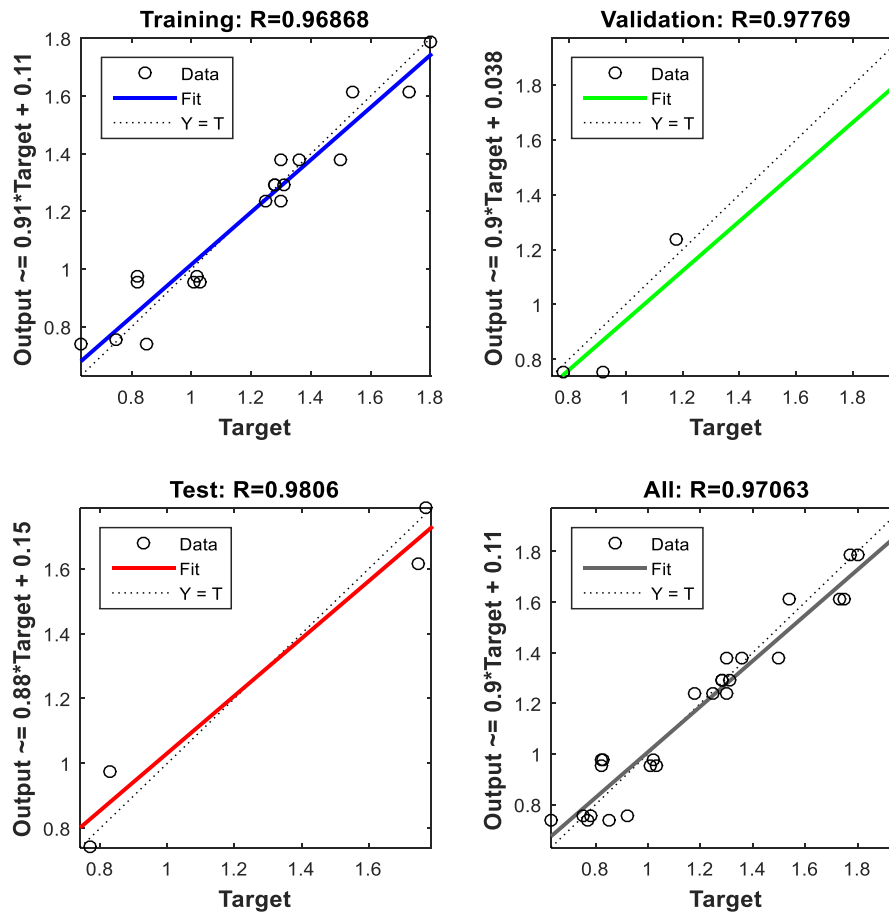 Training: R=0.96868
Output ~= 0.91*Target + 0.11
1.8
1.6
1.4
1.2
1
0.8
Data
Fit
Y = T
0.8
1
1.2
1.4
1.6
1.8
Target
Validation: R=0.97769
Output ~= 0.9*Target + 0.038
1.8
1.6
1.4
1.2
1
0.8
Data
Fit
Y = T
0.8
1
1.2
1.4
1.6
1.8
Target
Test: R=0.9806
Output ~= 0.88*Target + 0.15
1.6
1.4
1.2
1
0.8
Data
Fit
Y = T
0.8
1
1.2
1.4
1.6
Target
All: R=0.97063
Output ~= 0.9*Target + 0.11
1.8
1.6
1.4
1.2
1
0.8
Data
Fit
Y = T
0.8
1
1.2
1.4
1.6
1.8
Target